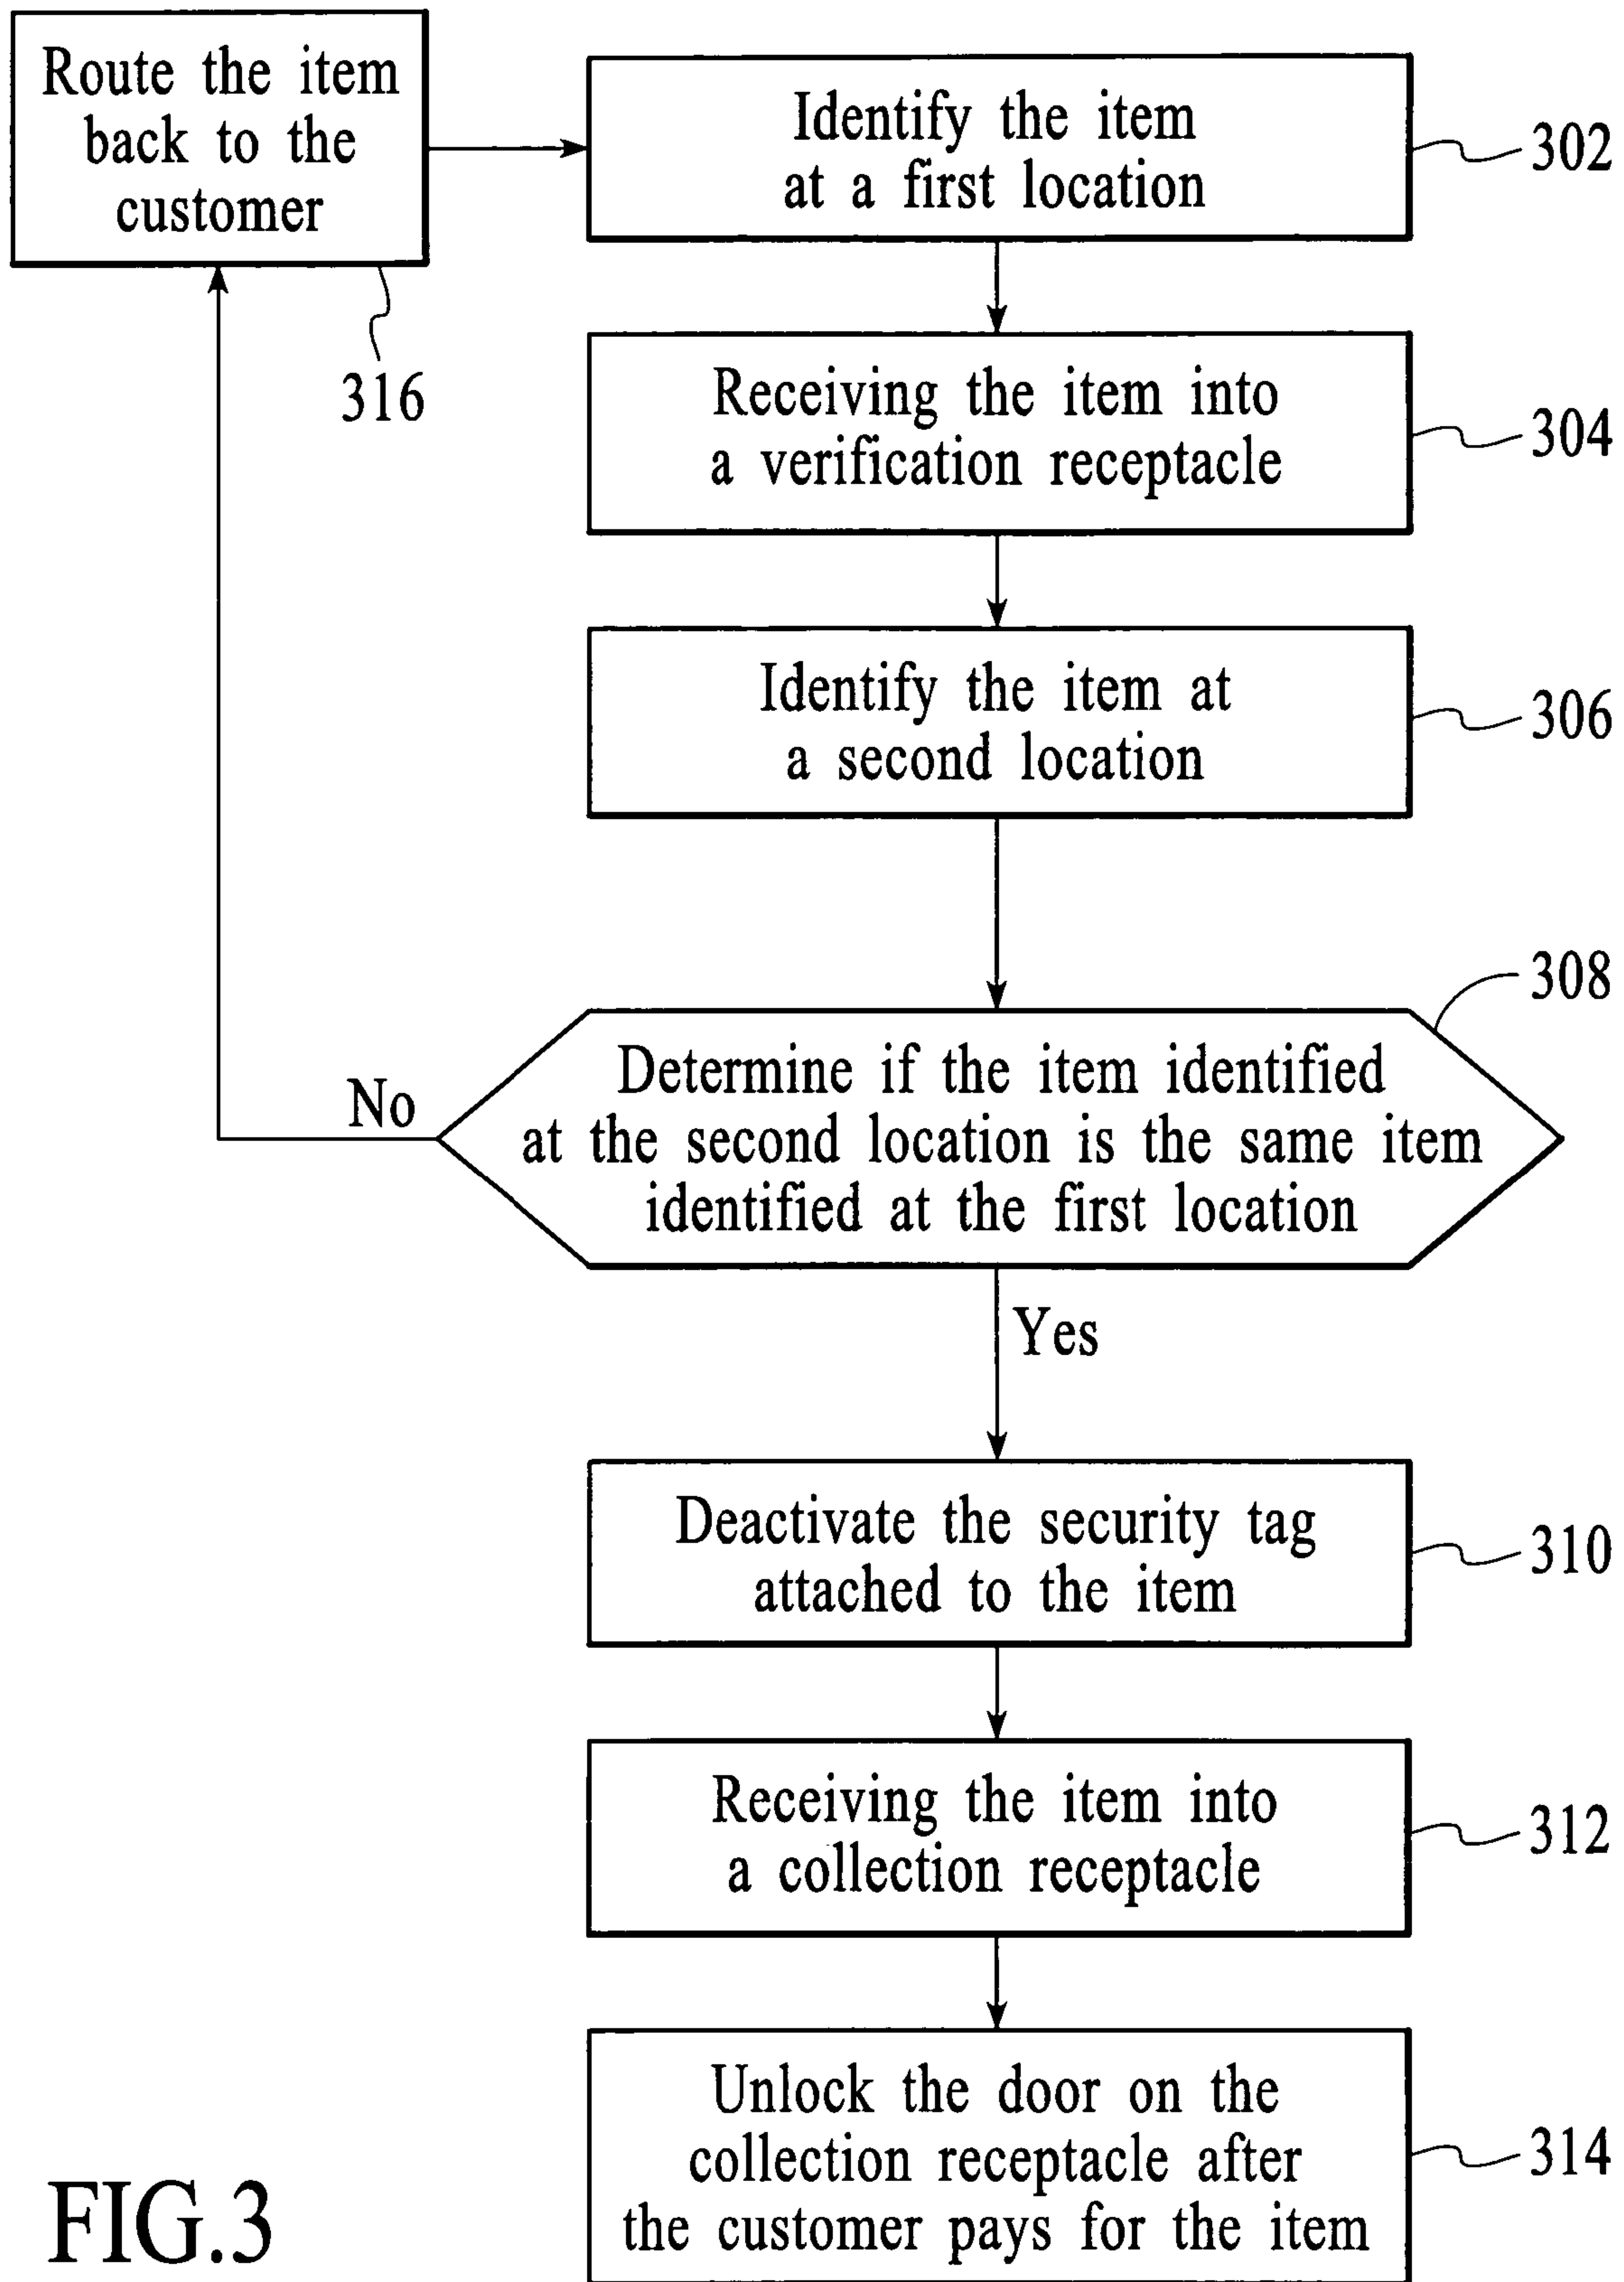 Route the item
back to the
customer
316
Identify the item
at a first location
302
Receiving the item into
a verification receptacle
304
Identify the item at
a second location
306
308
Determine if the item identified
at the second location is the same item
identified at the first location
No
Yes
Deactivate the security tag
attached to the item
310
Receiving the item into
a collection receptacle
312
Unlock the door on the
collection receptacle after
the customer pays for the item
314
FIG.3